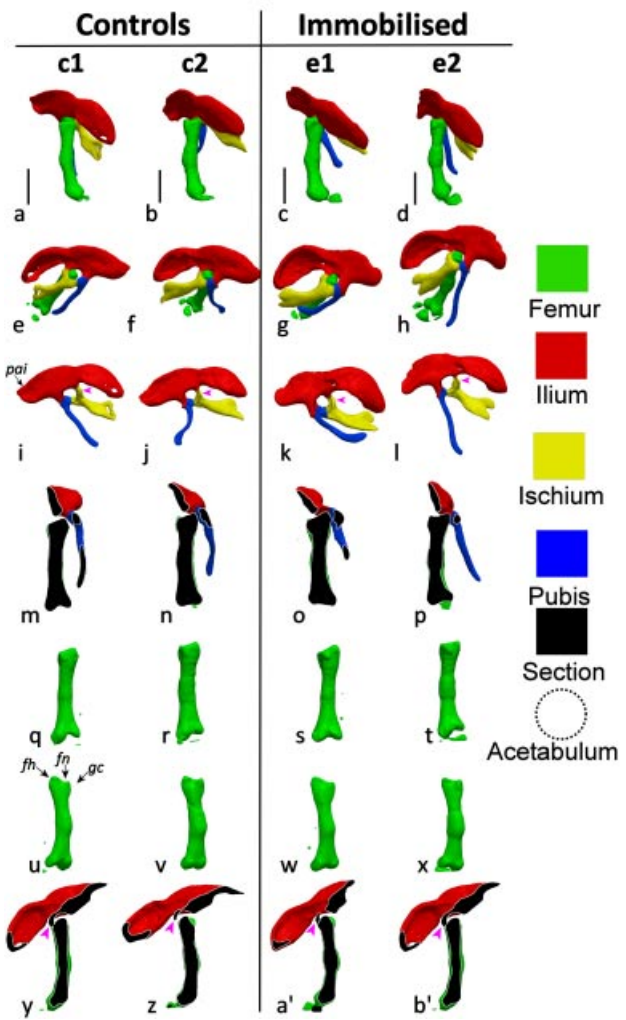 Controls Immobilised
c1 c2 e1 e2
a b c d
e f g h
Femur
Ilium
pai
i j k l
Ischium
m n o p
Pubis
Section
q r s t
Acetabulum
fh fn gc
u v w x
y z a' b'